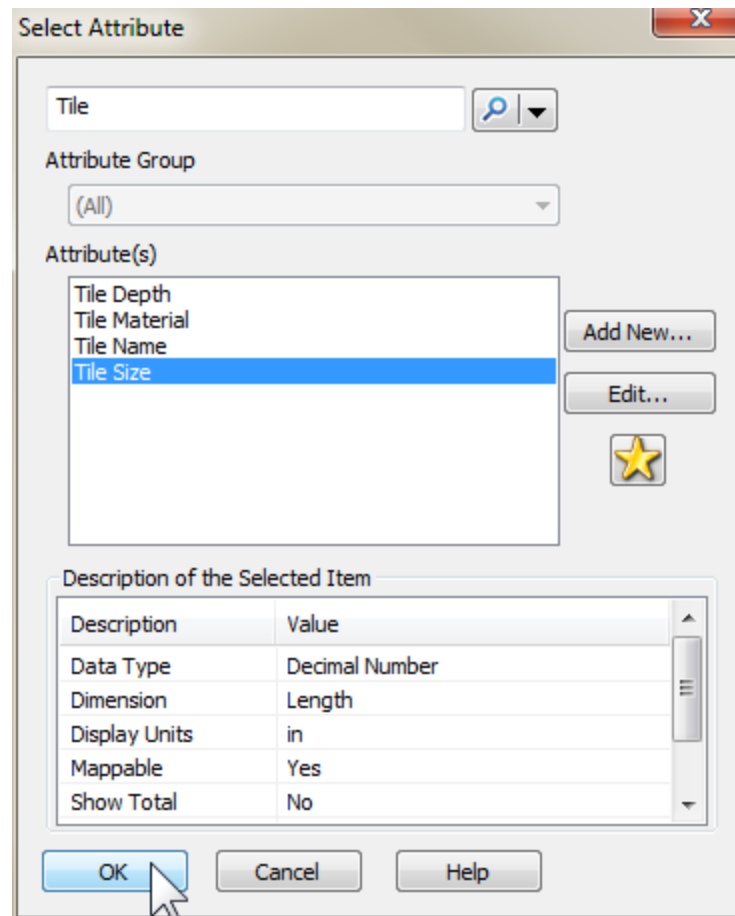 Select Attribute
x
Tile
Attribute Group
(All)
Attribute(s)
Tile Depth
Tile Material
Tile Name
Tile Size
Add New...
Edit...
Description of the Selected Item
Description Value
Data Type Decimal Number
Dimension Length
Display Units in
Mappable Yes
Show Total No
OK Cancel Help